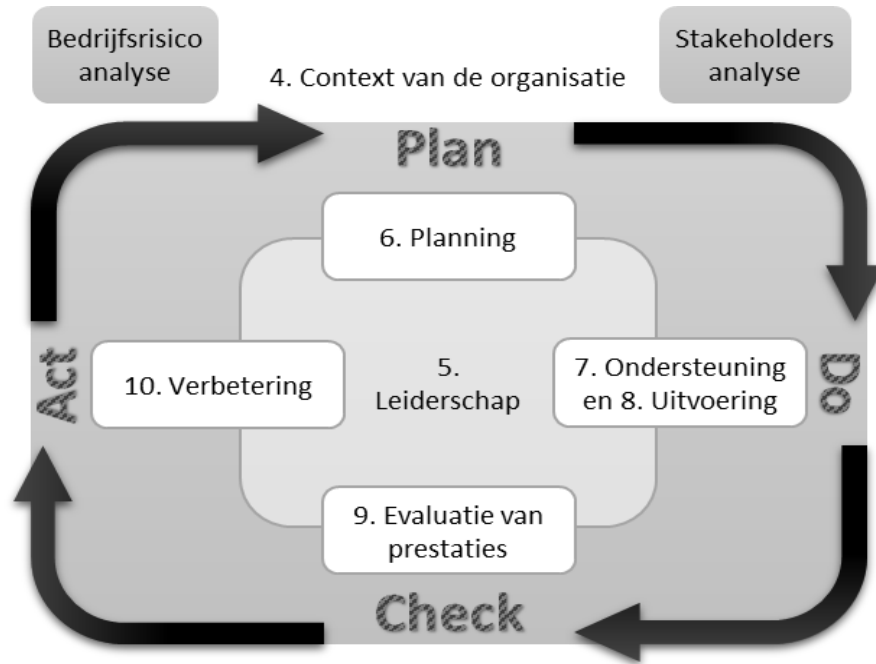 Bedrijfsrisico
analyse
Stakeholders
analyse
4. Context van de organisatie
Plan
6. Planning
Act
10. Verbetering
5.
Leiderschap
7. Ondersteuning
en 8. Uitvoering
Do
9. Evaluatie van
prestaties
Check